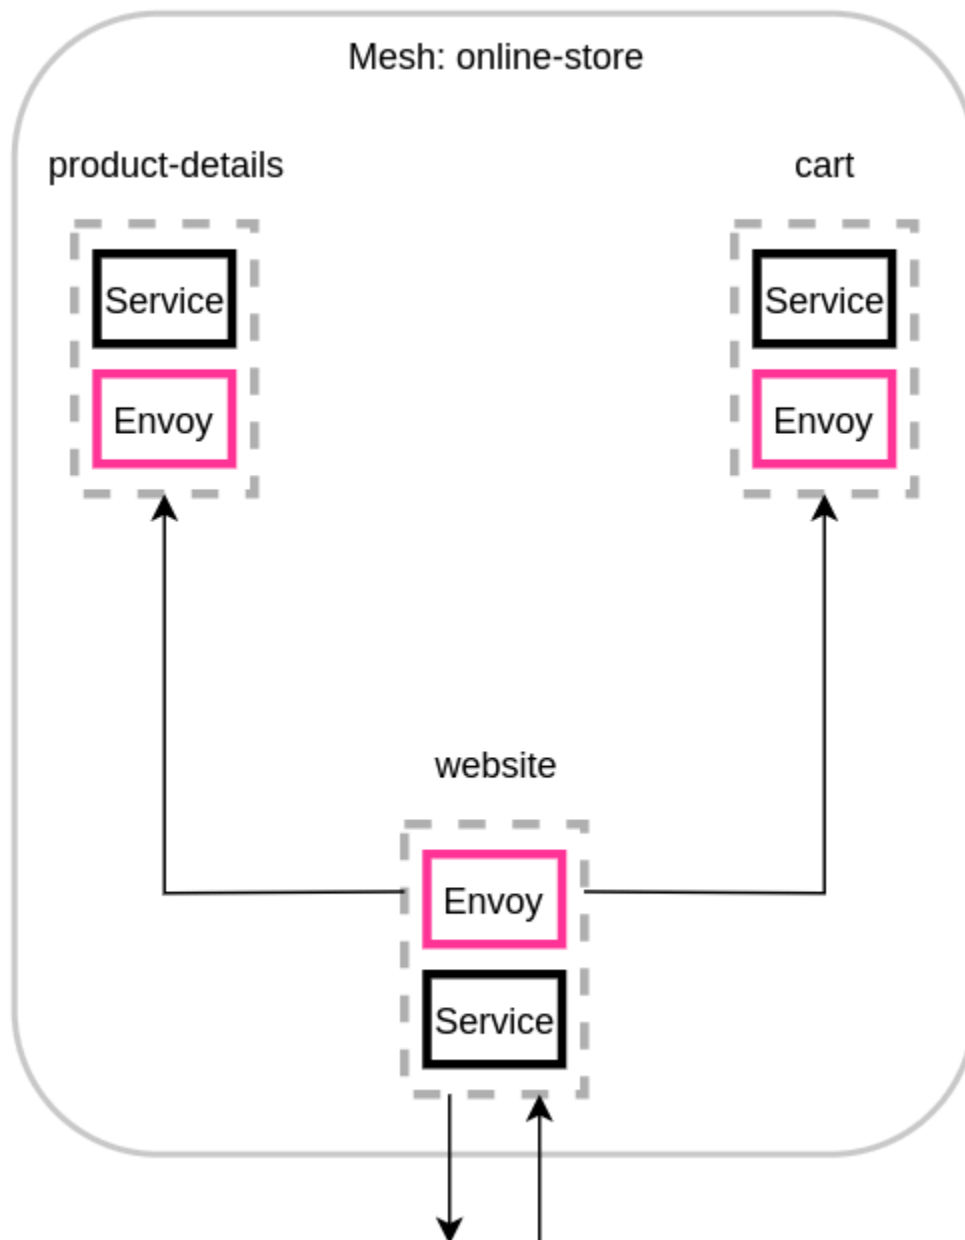 Mesh: online-store
product-details
cart
Service
Service
Envoy
Envoy
website
Envoy
Service